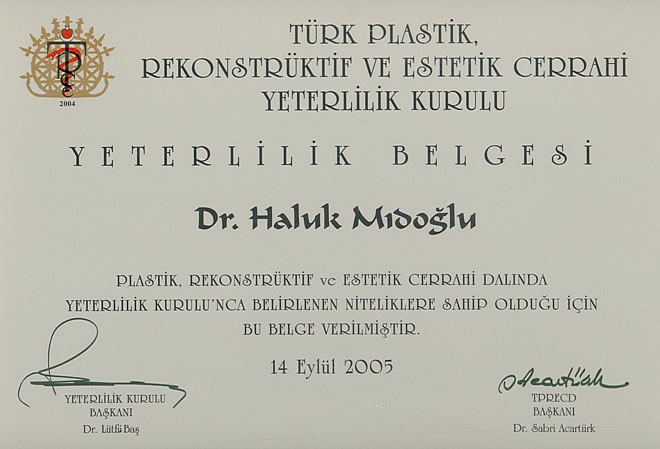 TÜRK PLASTİK,
REKONSTRÜKTİF VE ESTETİK CERRAHİ
YETERLİLİK KURULU
2004
YETERLİLİK BELGESİ
Dr. Haluk Mıdoğlu
PLASTİK, REKONSTRÜKTİF ve ESTETİK CERRAHİ DALINDA
YETERLİLİK KURULU'NCA BELİRLENEN NİTELİKLERE SAHİP OLDUĞU İÇİN
BU BELGE VERİLMİŞTİR.
14 Eylül 2005
YETERLİLİK KURULU
BAŞKANI
Dr. Lütfü Baş
TPRECD
BAŞKANI
Dr. Sabri Acartürk